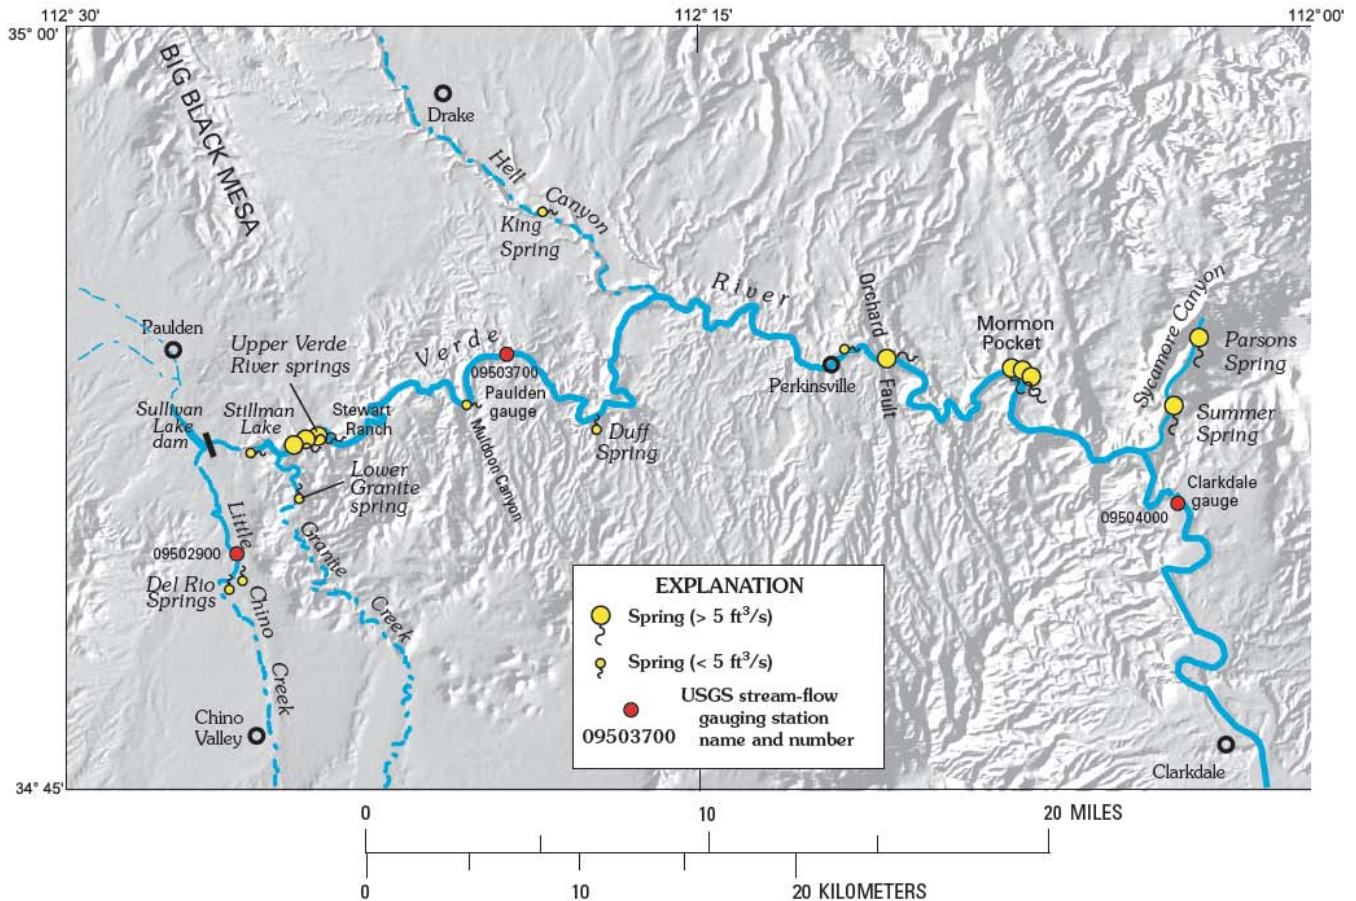 112° 30'
112° 15'
112° 00'
35° 00'
BIG BLACK MESA
Drake
Hell
Canyon
King
Spring
River
Orchard
Fault
Mormon
Pocket
Sycamore Canyon
Parsons
Spring
Summer
Spring
Paulden
Upper Verde
River springs
Verde
09503700
Paulden
gauge
Perkinsville
Sullivan
Lake
dam
Stillman
Lake
Stewart
Ranch
Muldoon Canyon
Duff
Spring
Lower
Granite
spring
Clarkdale
gauge
09504000
Little
Chino
Creek
09502900
Del Rio
Springs
Granite
Creek
Chino
Valley
Clarkdale
EXPLANATION
Spring (> 5 ft³/s)
Spring (< 5 ft³/s)
USGS stream-flow
gauging station
09503700 name and number
34° 45'
0 10 20 MILES
0 10 20 KILOMETERS